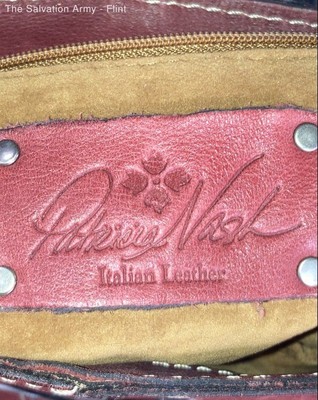 The Salvation Army - Flint
Patricia Nash
Italian Leather